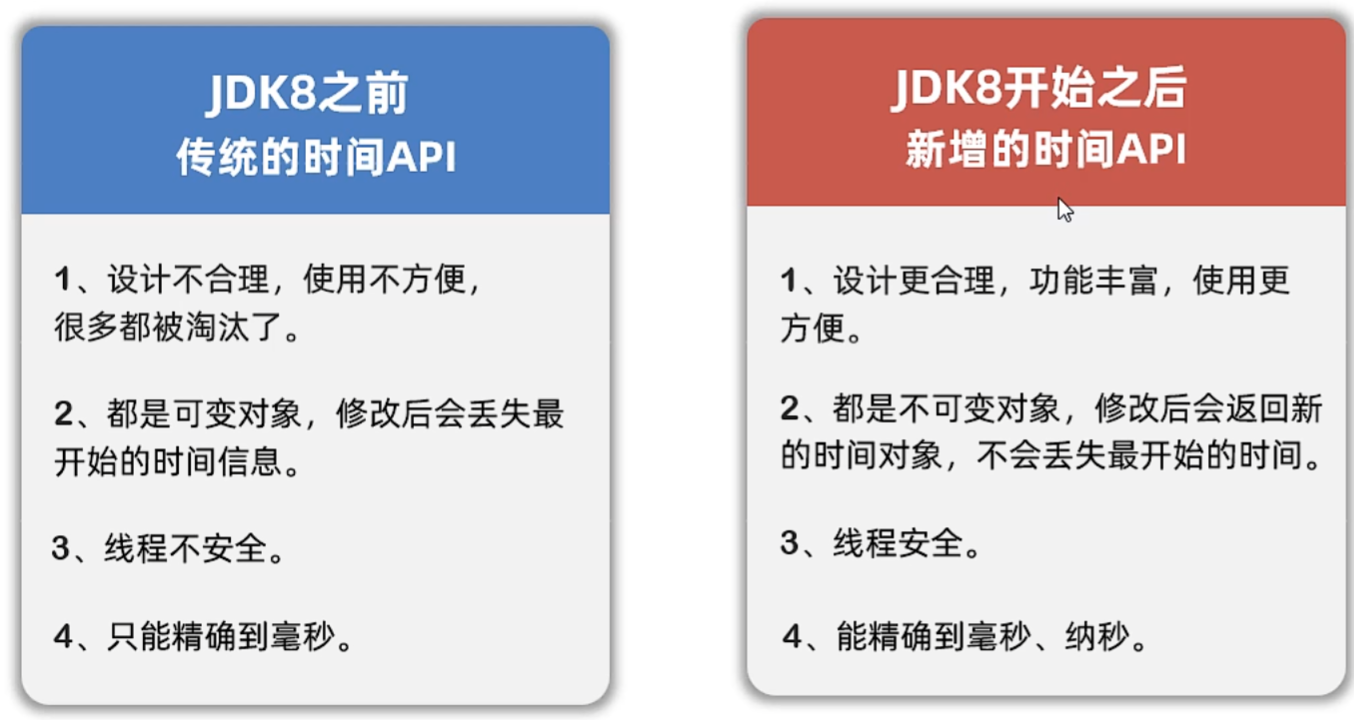 JDK8之前
传统的时间API
1、设计不合理，使用不方便，
很多都被淘汰了。
2、都是可变对象，修改后会丢失最
开始的时间信息。
3、线程不安全。
4、只能精确到毫秒。
JDK8开始之后
新增的时间API
1、设计更合理，功能丰富，使用更
方便。
2、都是不可变对象，修改后会返回新
的时间对象，不会丢失最开始的时间。
3、线程安全。
4、能精确到毫秒、纳秒。